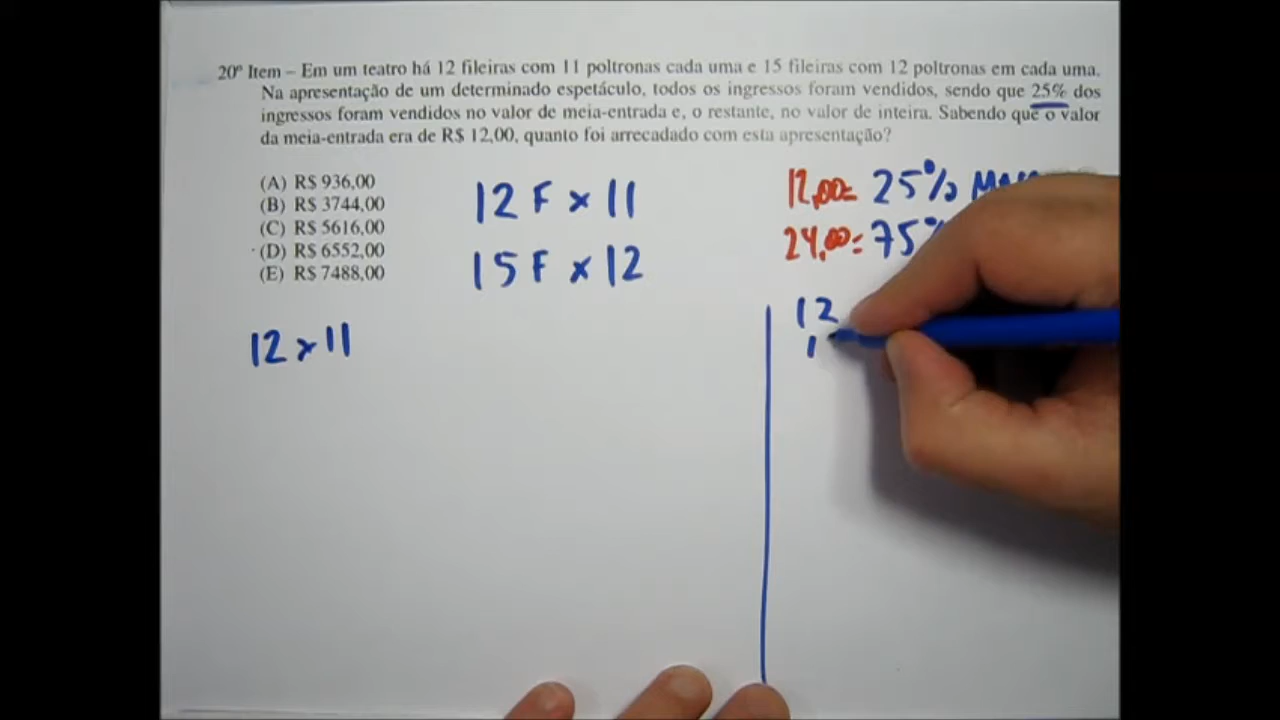 20º Item – Em um teatro há 12 fileiras com 11 poltronas cada uma e 15 fileiras com 12 poltronas em cada uma.
Na apresentação de um determinado espetáculo, todos os ingressos foram vendidos, sendo que 25% dos
ingressos foram vendidos no valor de meia-entrada e, o restante, no valor de inteira. Sabendo que o valor
da meia-entrada era de R$ 12,00, quanto foi arrecadado com esta apresentação?
(A) R$ 936,00
(B) R$ 3744,00
(C) R$ 5616,00
(D) R$ 6552,00
(E) R$ 7488,00
12 F x 11
15 F x 12
12,00= 25%
24,00= 75%
12 x 11
12
1